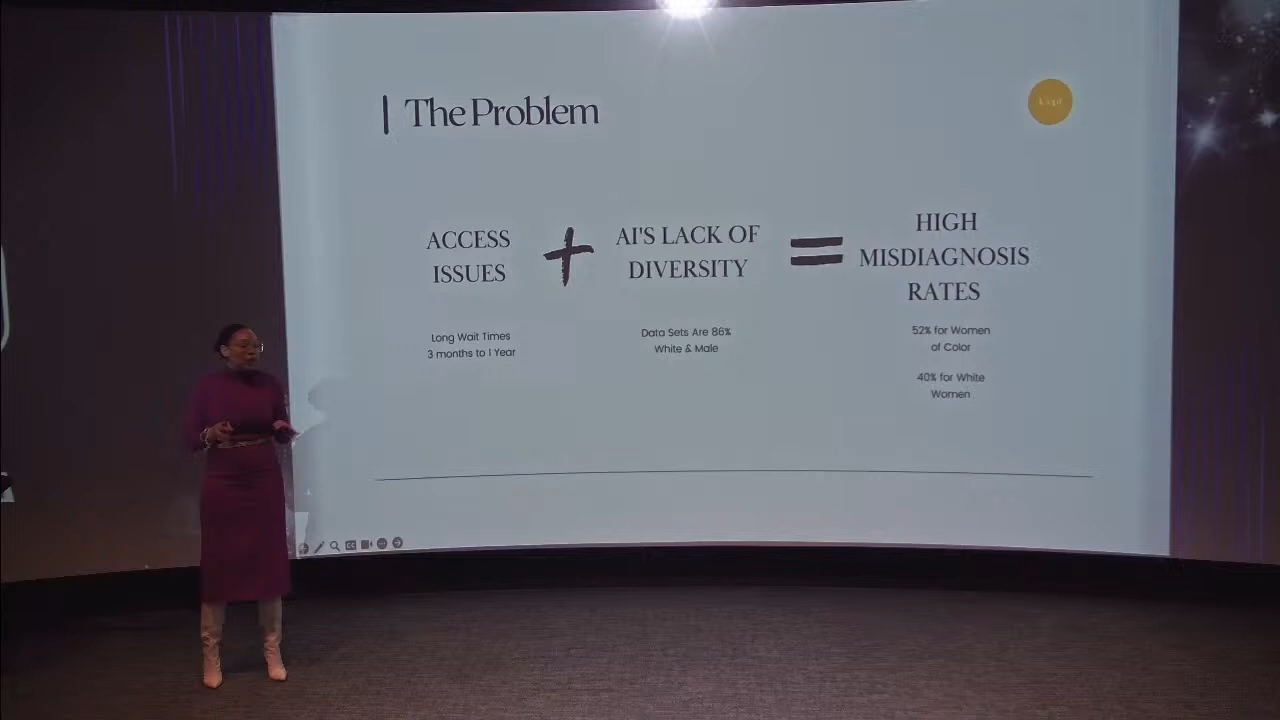 The Problem
ACCESS
ISSUES
Long Wait Times
3 months to 1 Year
AI'S LACK OF
DIVERSITY
Data Sets Are 86%
White & Male
HIGH
MISDIAGNOSIS
RATES
52% for Women
of Color
40% for White
Women